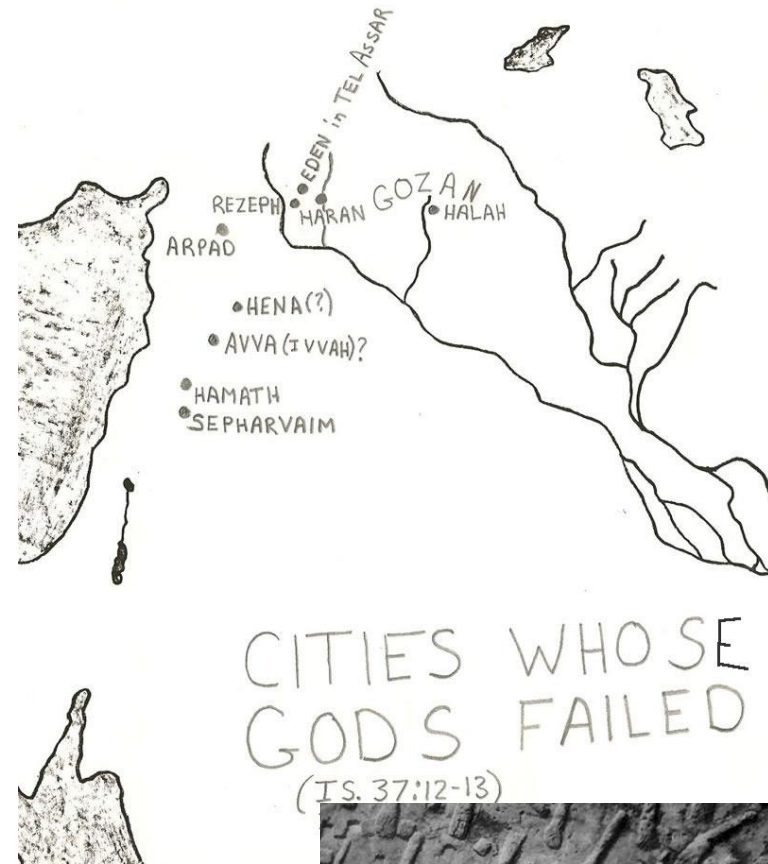 EDEN in TEL ASSAR
REZEPH
HARAN
GOZAN
HALAH
ARPAD
HENA(?)
AVVA (IVVAH)?
HAMATH
SEPHARVAIM
CITIES WHOSE
GODS FAILED
(IS. 37:12-13)